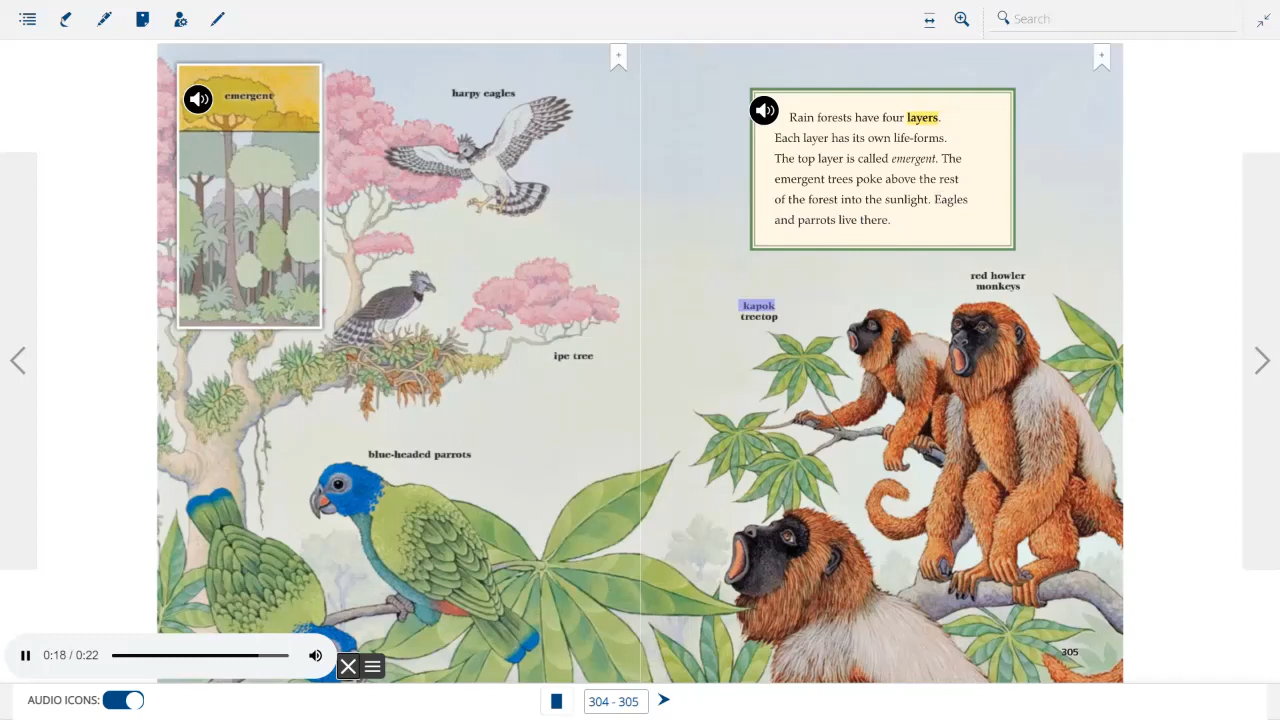 Search
emergent
harpy eagles
Rain forests have four layers.
Each layer has its own life-forms.
The top layer is called emergent. The
emergent trees poke above the rest
of the forest into the sunlight. Eagles
and parrots live there.
red howler
monkeys
kapok
treetop
ipe tree
blue-headed parrots
305
0:18 / 0:22
AUDIO ICONS:
304 - 305